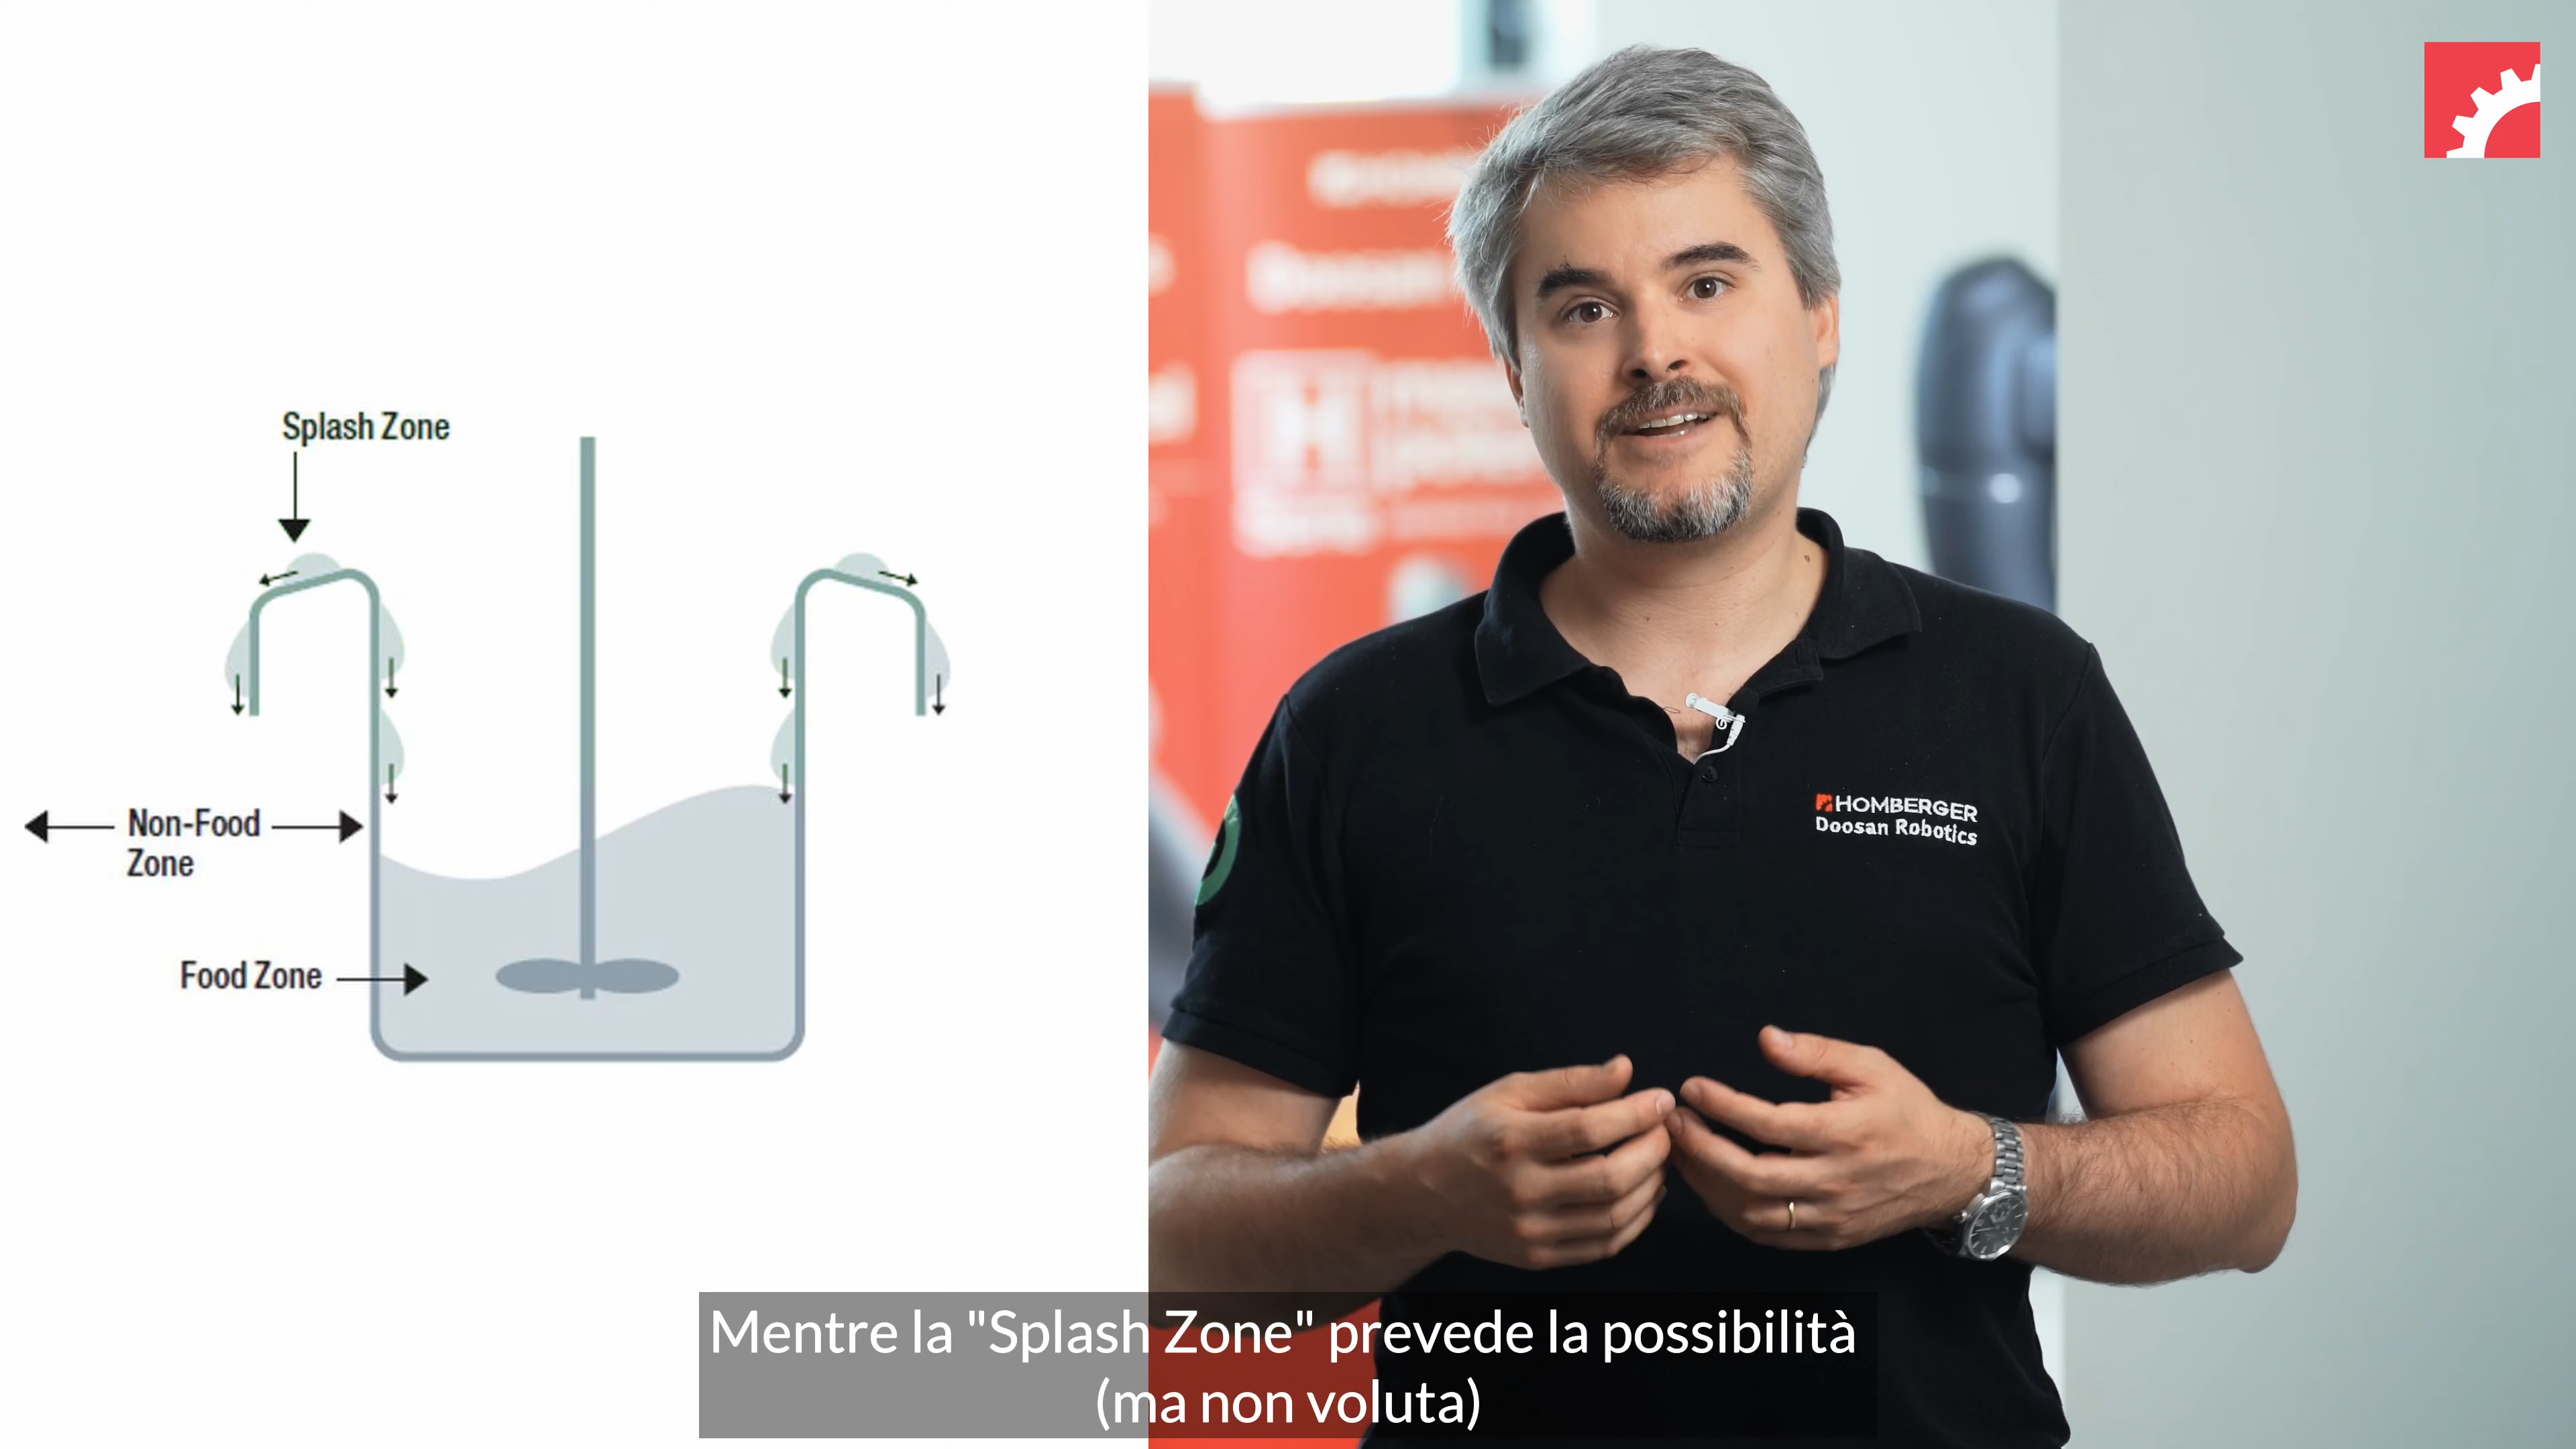 Splash Zone
Non-Food
Zone
Food Zone
Doosan
H
HOMBERGER
Doosan Robotics
Mentre la "Splash Zone" prevede la possibilità
(ma non voluta)